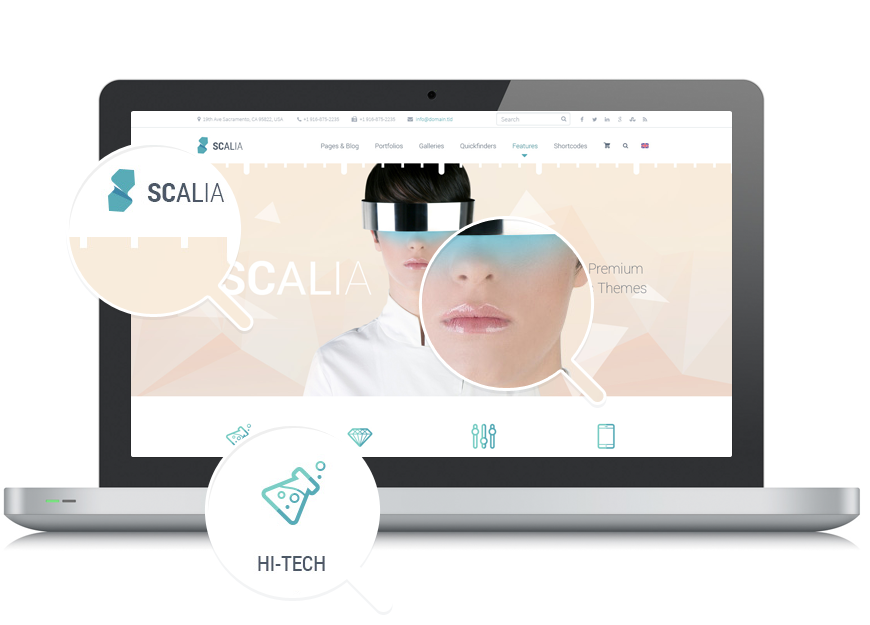 19th Ave Sacramento, CA 95822, USA
+1 916-875-2235
+1 916-875-2235
info@domain.tld
Search
SCALIA
Pages & Blog
Portfolios
Galleries
Quickfinders
Features
Shortcodes
SCALIA
SCALIA
Premium
Themes
HI-TECH